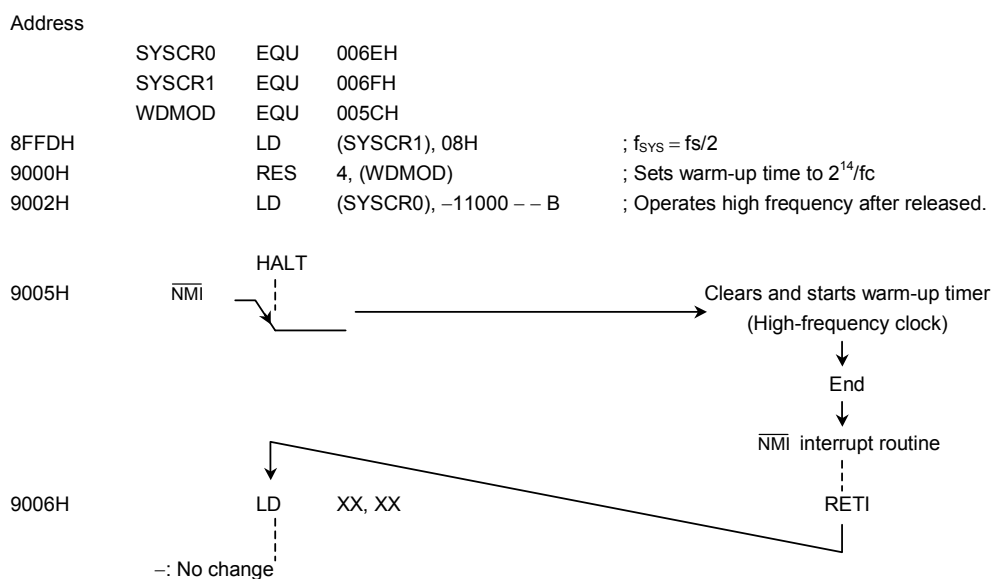 Address
SYSCR0 EQU 006EH
SYSCR1 EQU 006FH
WDMOD EQU 005CH
8FFDH LD (SYSCR1), 08H ; fSYS = fs/2
9000H RES 4, (WDMOD) ; Sets warm-up time to 2^14/fc
9002H LD (SYSCR0), −11000 − − B ; Operates high frequency after released.
HALT
9005H N̅M̅I̅ Clears and starts warm-up timer
(High-frequency clock)
End
N̅M̅I̅ interrupt routine
9006H LD XX, XX RETI
−: No change